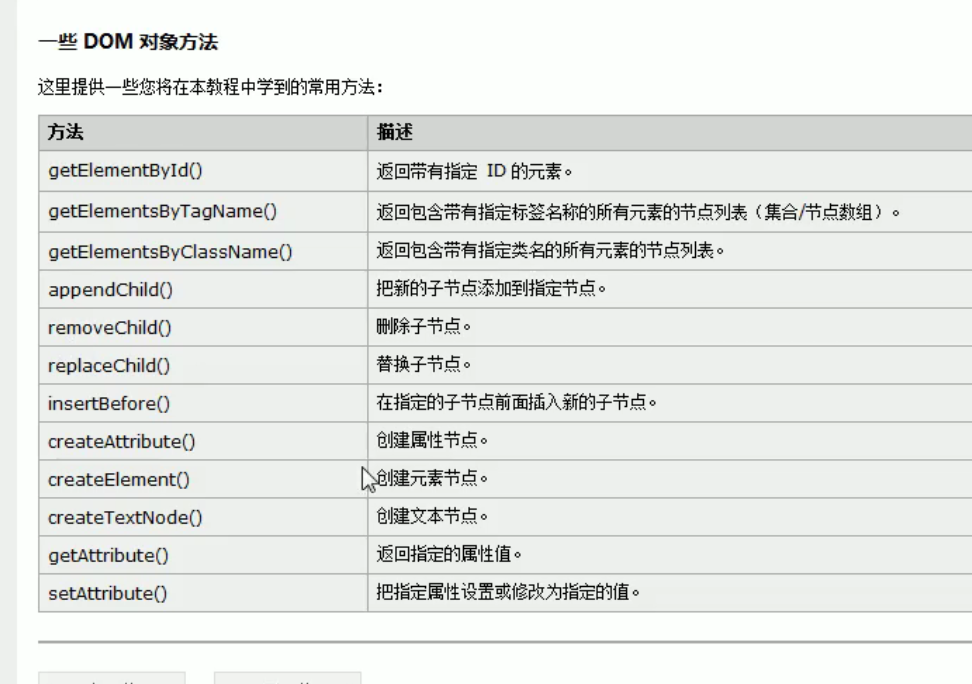 一些 DOM 对象方法
这里提供一些您将在本教程中学到的常用方法：
方法 描述
getElementById() 返回带有指定 ID 的元素。
getElementsByTagName() 返回包含带有指定标签名称的所有元素的节点列表（集合/节点数组）。
getElementsByClassName() 返回包含带有指定类名的所有元素的节点列表。
appendChild() 把新的子节点添加到指定节点。
removeChild() 删除子节点。
replaceChild() 替换子节点。
insertBefore() 在指定的子节点前面插入新的子节点。
createAttribute() 创建属性节点。
createElement() 创建元素节点。
createTextNode() 创建文本节点。
getAttribute() 返回指定的属性值。
setAttribute() 把指定属性设置或修改为指定的值。